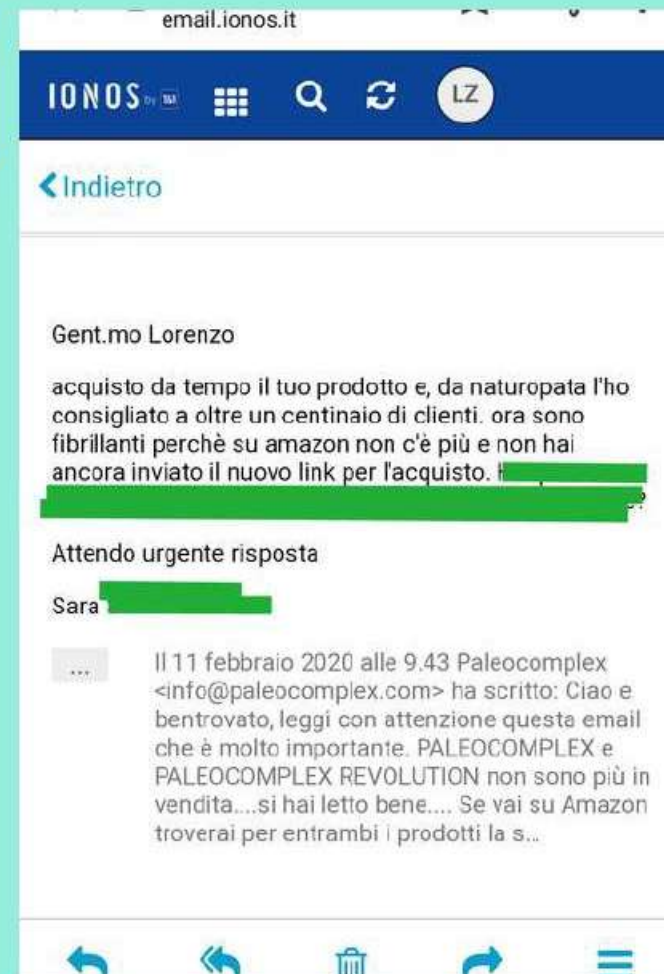 email.ionos.it
IONOS by 1&1
LZ
Indietro
Gent.mo Lorenzo
acquisto da tempo il tuo prodotto e, da naturopata l'ho
consigliato a oltre un centinaio di clienti. ora sono
fibrillanti perchè su amazon non c'è più e non hai
ancora inviato il nuovo link per l'acquisto.
Attendo urgente risposta
Sara
...
Il 11 febbraio 2020 alle 9.43 Paleocomplex
<info@paleocomplex.com> ha scritto: Ciao e
bentrovato, leggi con attenzione questa email
che è molto importante. PALEOCOMPLEX e
PALEOCOMPLEX REVOLUTION non sono più in
vendita....si hai letto bene.... Se vai su Amazon
troverai per entrambi i prodotti la s...